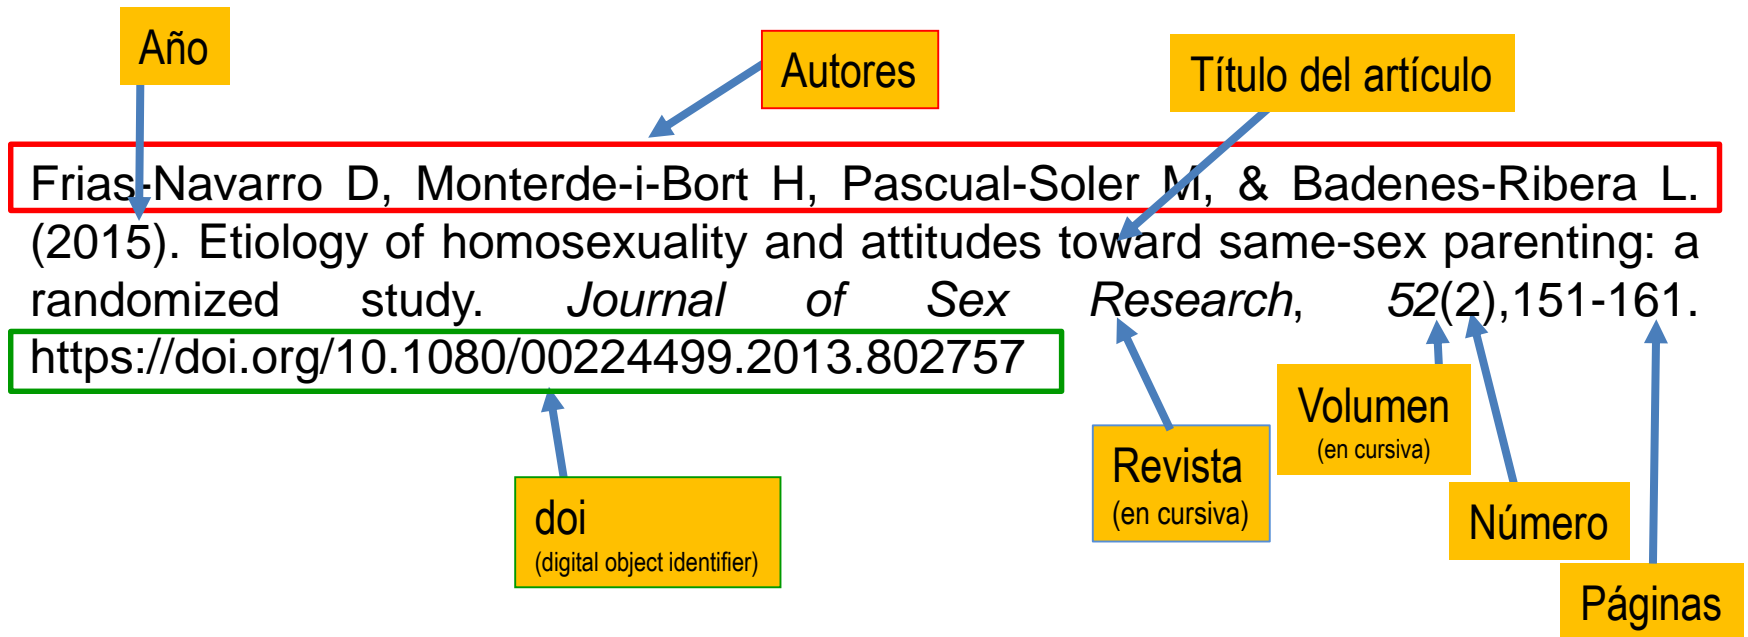 Año
Autores
Título del artículo
Frias-Navarro D, Monterde-i-Bort H, Pascual-Soler M, & Badenes-Ribera L.
(2015). Etiology of homosexuality and attitudes toward same-sex parenting: a
randomized study. Journal of Sex Research, 52(2),151-161.
https://doi.org/10.1080/00224499.2013.802757
Volumen
(en cursiva)
Revista
(en cursiva)
doi
(digital object identifier)
Número
Páginas